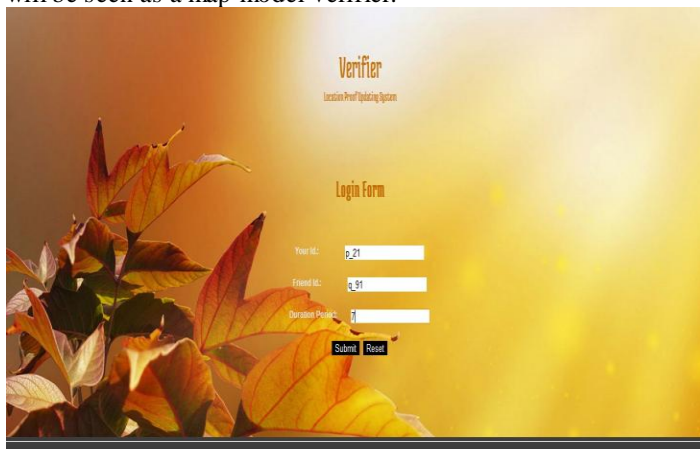 will be seen as a map model verifier.
Verifier
Location Proof Updating System
Login Form
Your Id.: p_21
Friend Id.: q_91
Duration Period: 7
Submit Reset